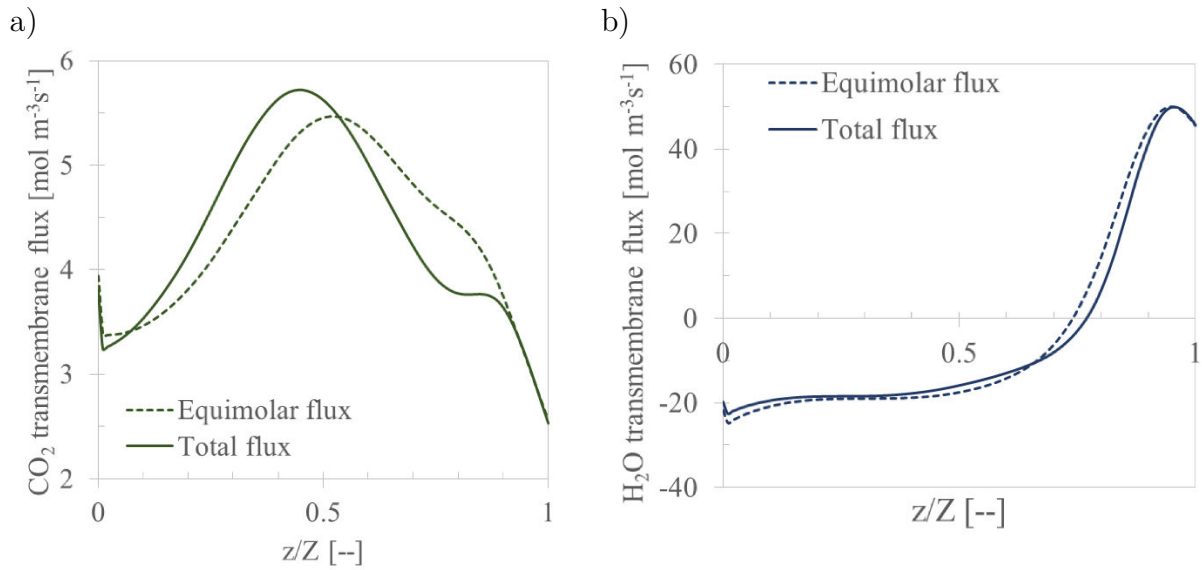 a)
CO₂ transmembrane flux [mol m⁻³s⁻¹]
6
5
4
3
2
Equimolar flux
Total flux
0
0.5
1
z/Z [--]
b)
H₂O transmembrane flux [mol m⁻³s⁻¹]
60
40
20
0
-20
-40
Equimolar flux
Total flux
0
0.5
1
z/Z [--]